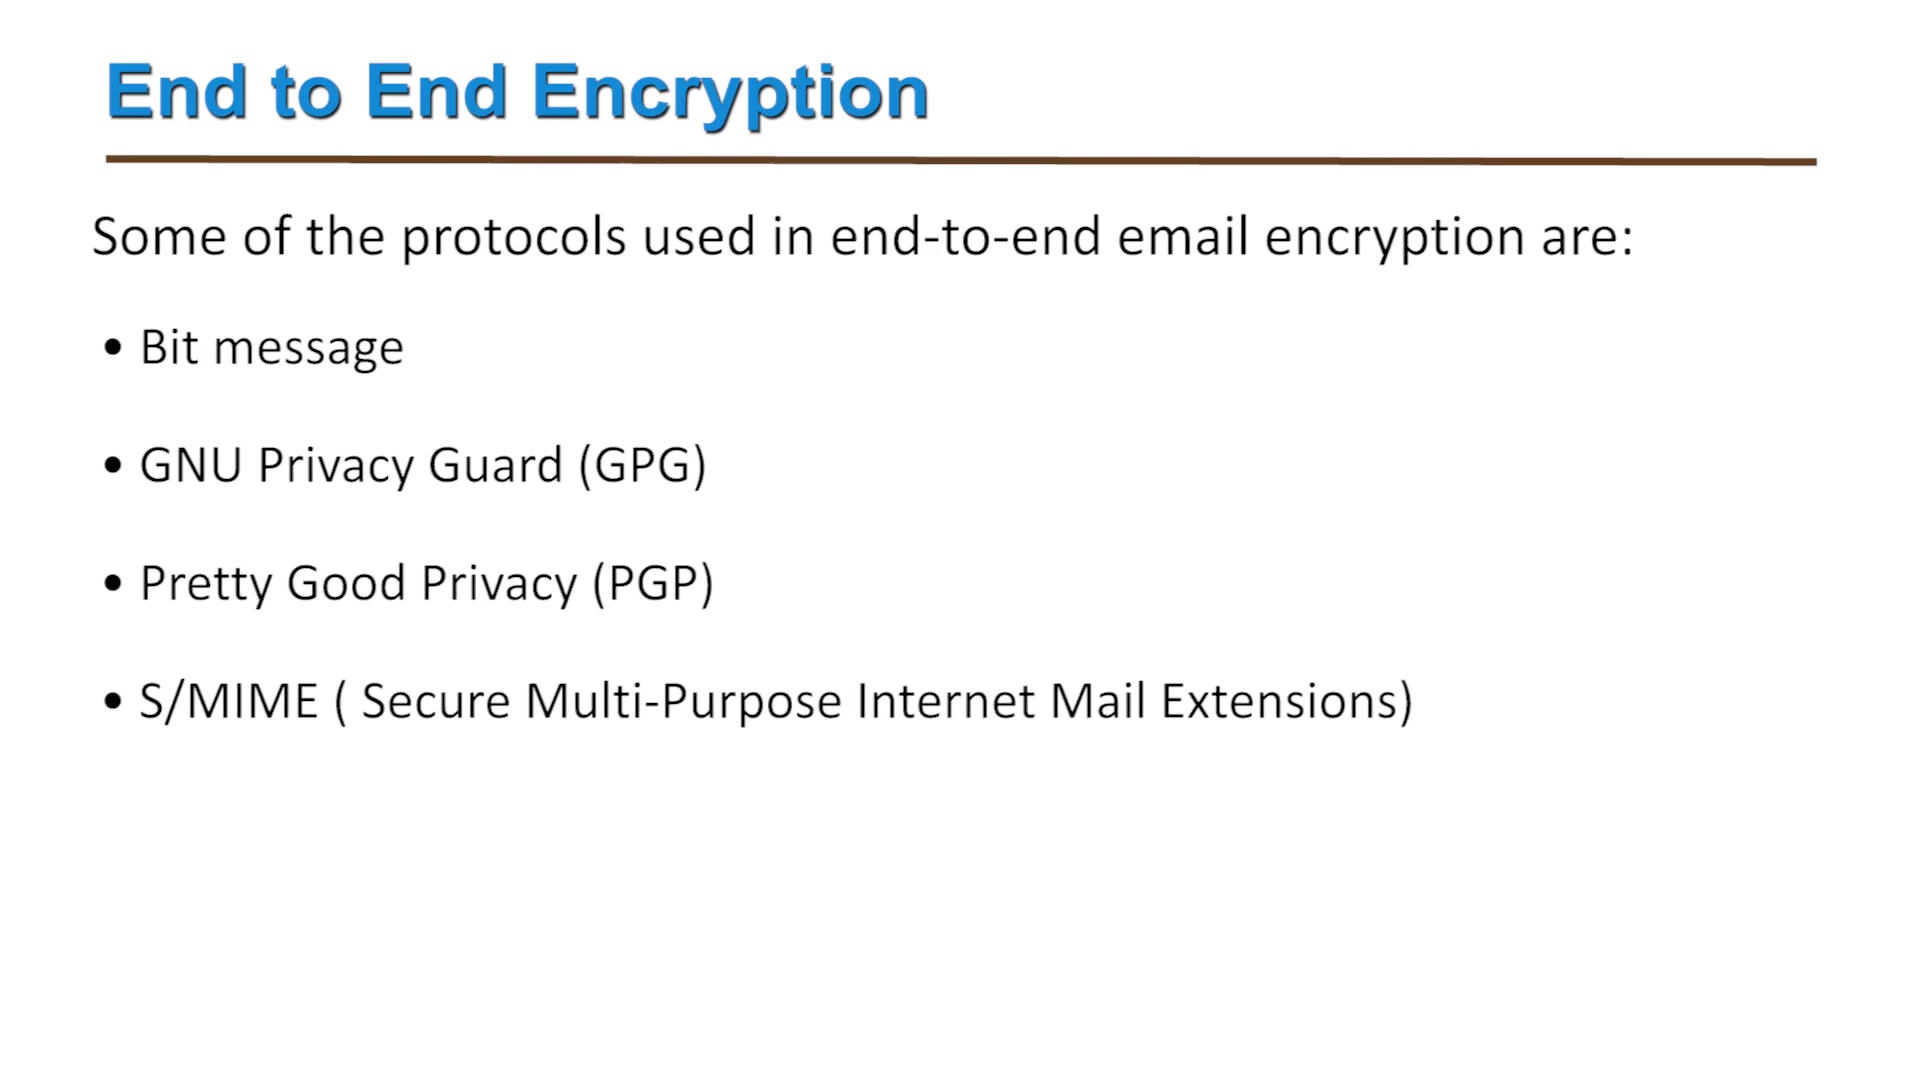 End to End Encryption
Some of the protocols used in end-to-end email encryption are:
• Bit message
• GNU Privacy Guard (GPG)
• Pretty Good Privacy (PGP)
• S/MIME ( Secure Multi-Purpose Internet Mail Extensions)